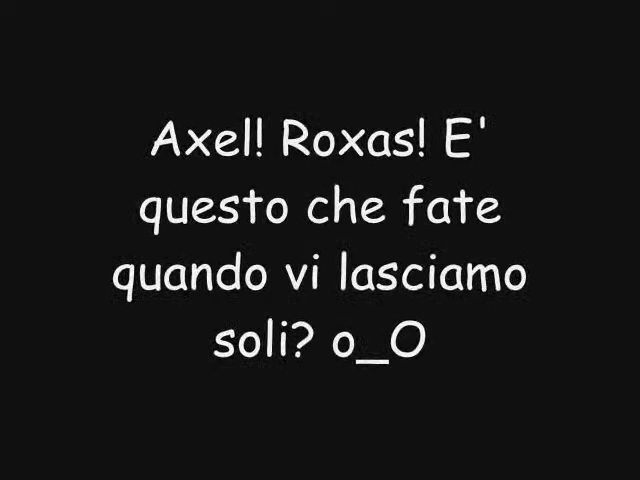 Axel! Roxas! E'
questo che fate
quando vi lasciamo
soli? o_O